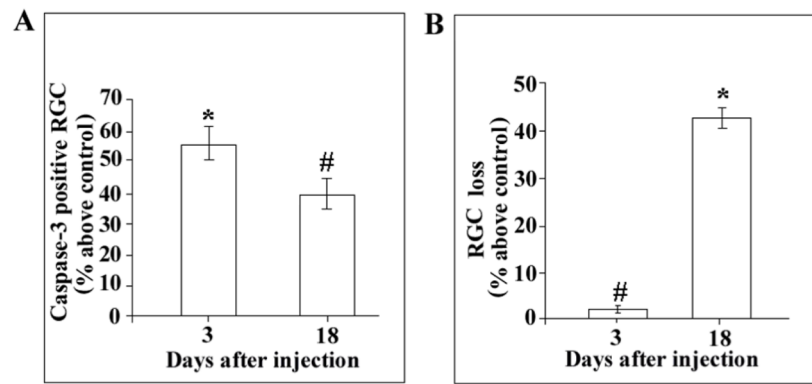 A
Caspase-3 positive RGC
(% above control)
70
60
50
40
30
20
10
0
*
#
3
18
Days after injection
B
RGC loss
(% above control)
50
40
30
20
10
0
#
*
3
18
Days after injection